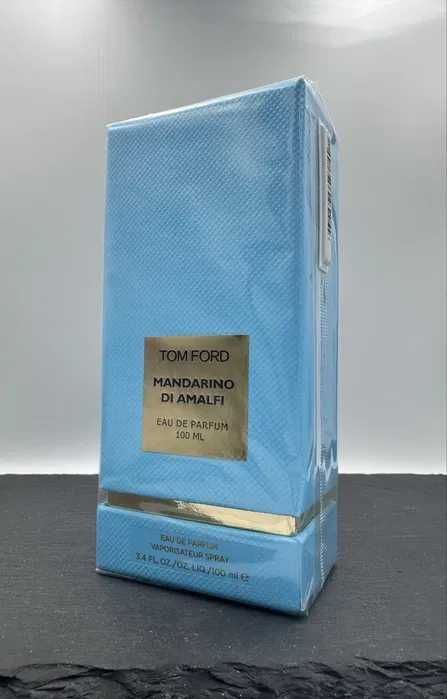 TOM FORD
MANDARINO
DI AMALFI
EAU DE PARFUM
100 ML
EAU DE PARFUM
VAPORISATEUR SPRAY
3.4 FL.OZ./OZ. LIQ./100 ml ℮